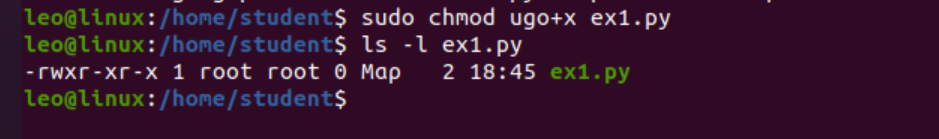 leo@linux:/home/student$ sudo chmod ugo+x ex1.py
leo@linux:/home/student$ ls -l ex1.py
-rwxr-xr-x 1 root root 0 Мар   2 18:45 ex1.py
leo@linux:/home/student$